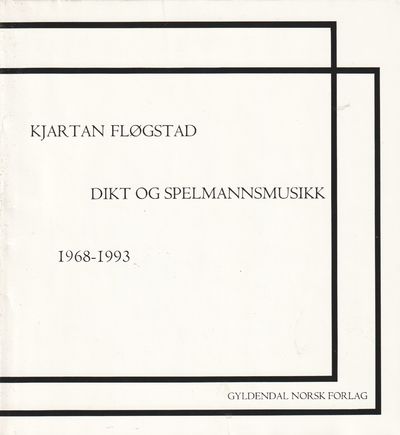 KJARTAN FLØGSTAD
DIKT OG SPELMANNSMUSIKK
1968-1993
GYLDENDAL NORSK FORLAG